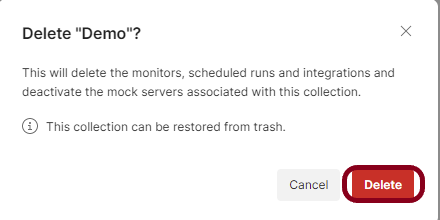 Delete "Demo"?
This will delete the monitors, scheduled runs and integrations and
deactivate the mock servers associated with this collection.
This collection can be restored from trash.
Cancel Delete